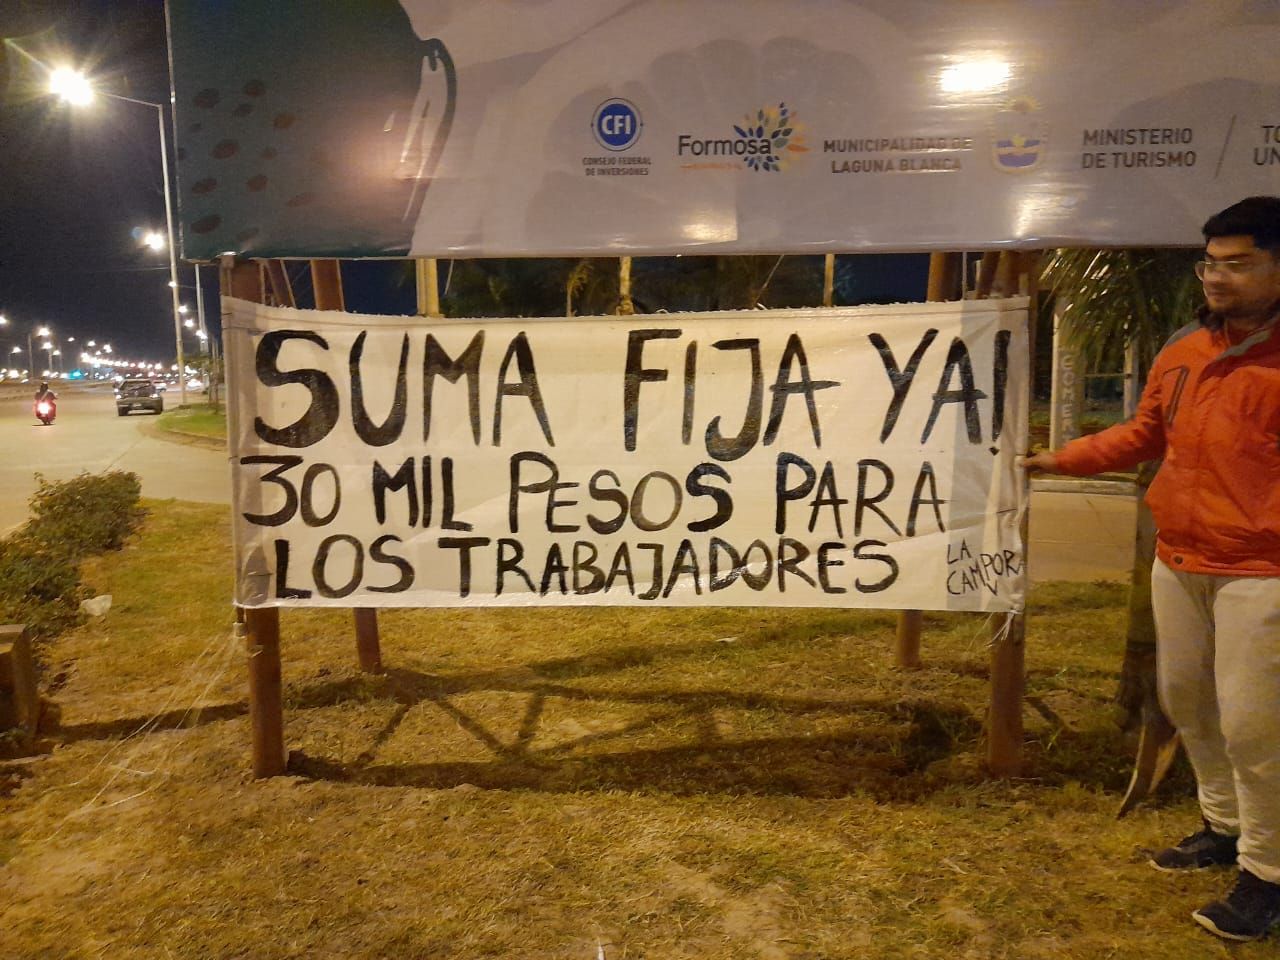 CFI
CONSEJO FEDERAL
DE INVERSIONES
Formosa
MUNICIPALIDAD DE
LAGUNA BLANCA
MINISTERIO
DE TURISMO
SUMA FIJA YA!
30 MIL PESOS PARA
LOS TRABAJADORES
LA
CAMPORA